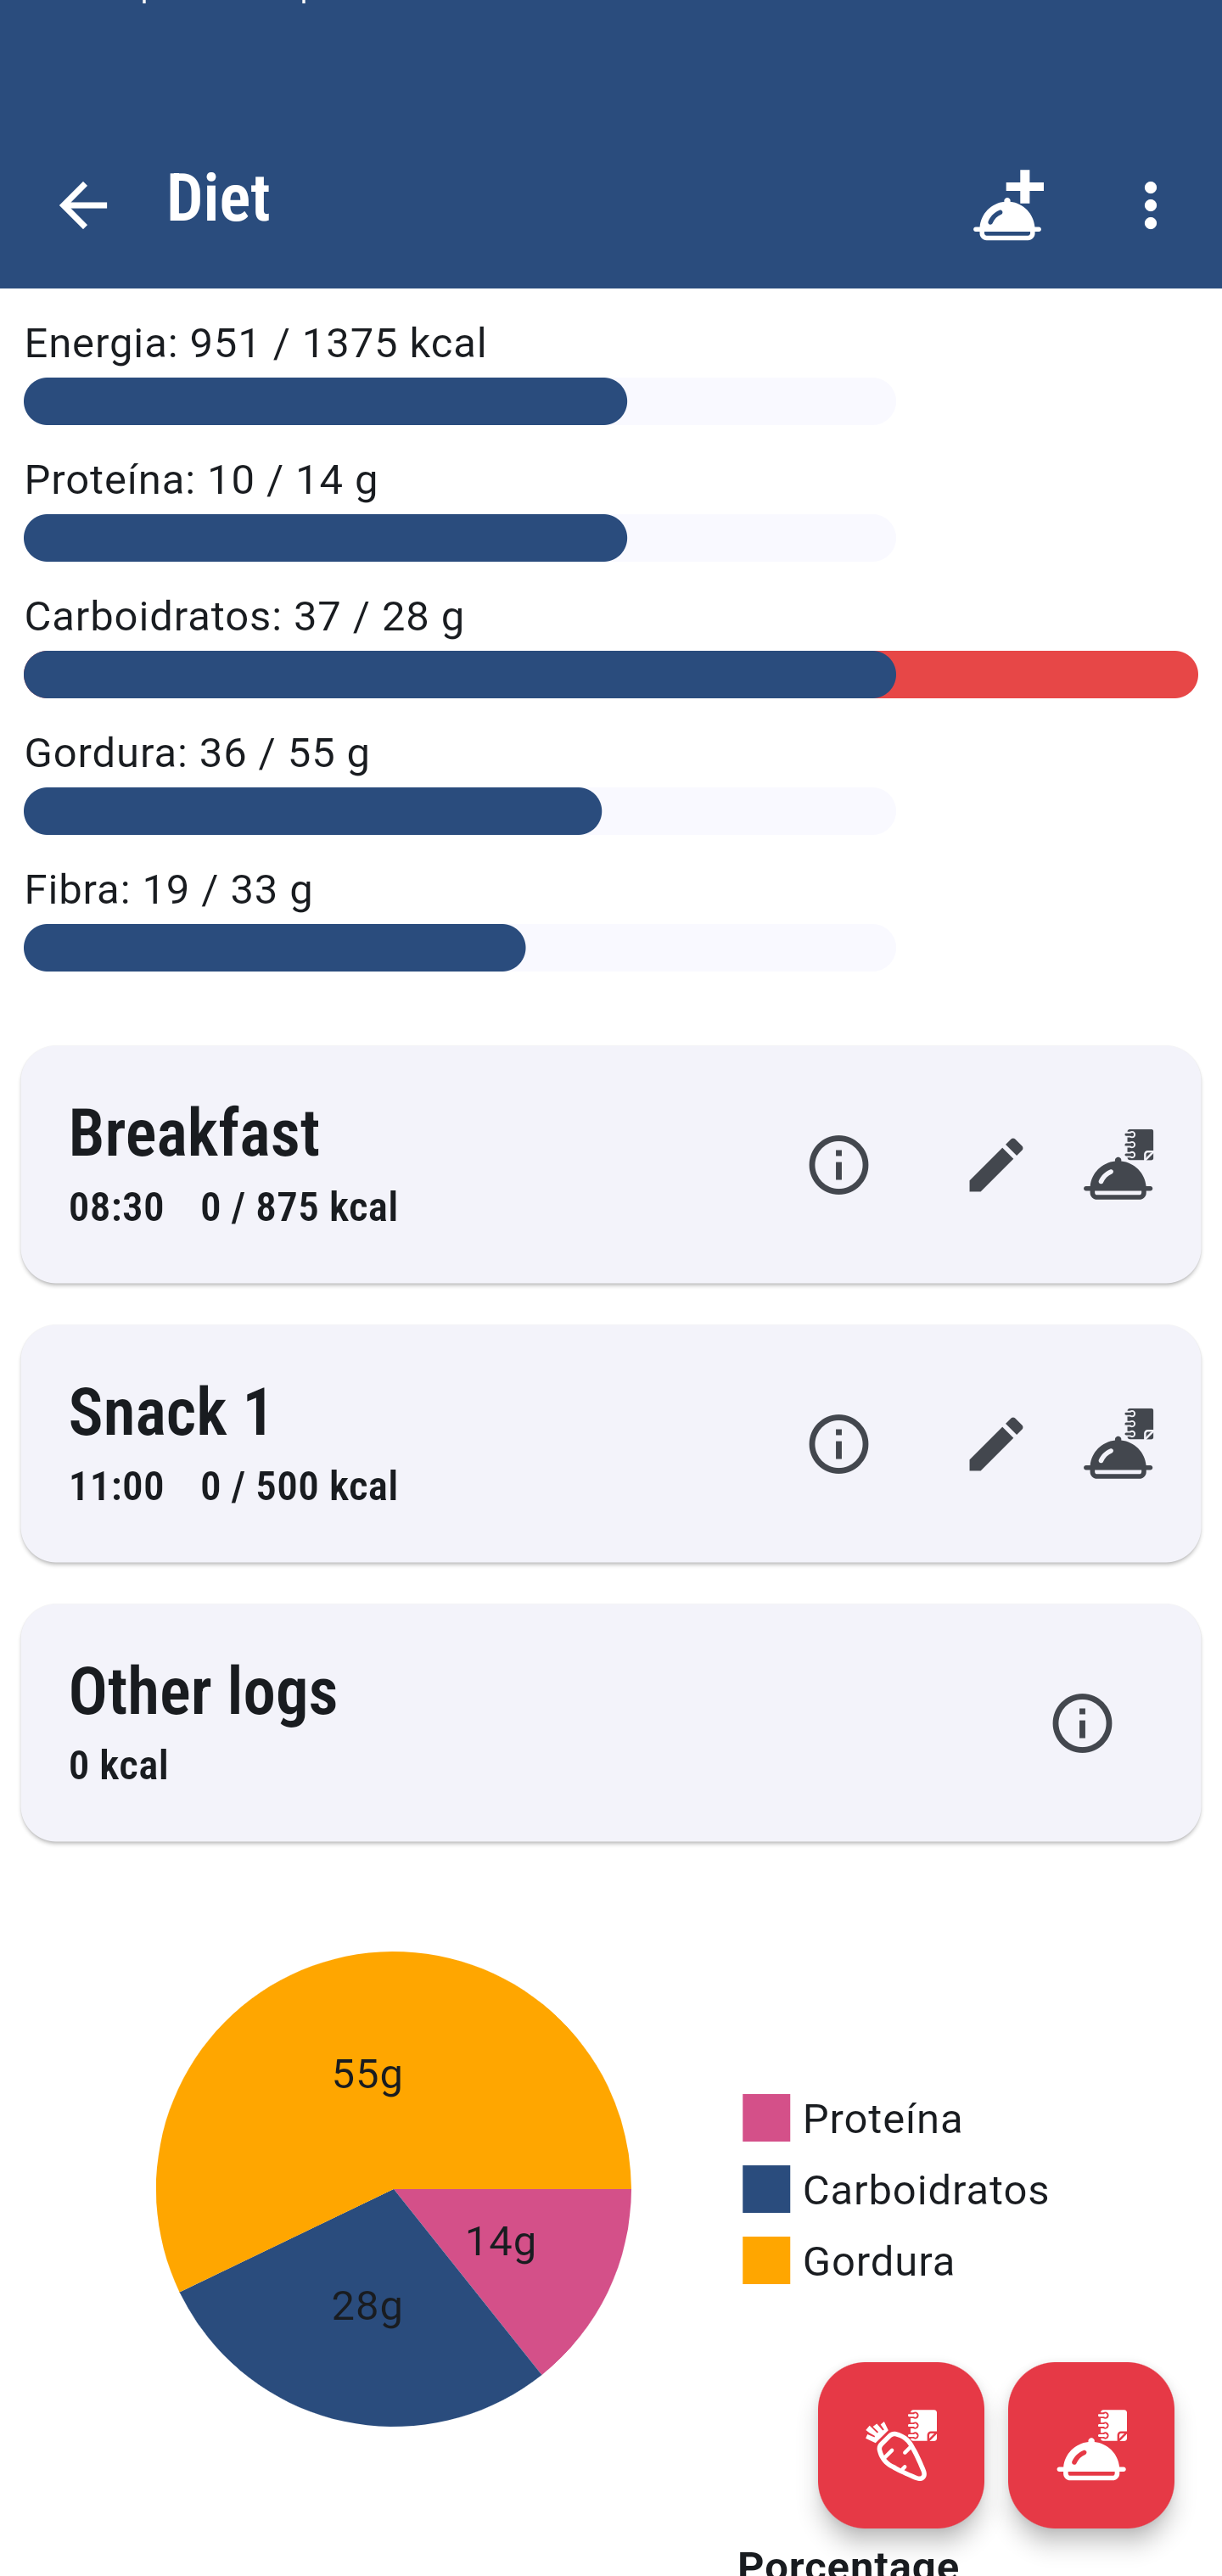 Diet
Energia: 951 / 1375 kcal
Proteína: 10 / 14 g
Carboidratos: 37 / 28 g
Gordura: 36 / 55 g
Fibra: 19 / 33 g
Breakfast
08:30 0 / 875 kcal
Snack 1
11:00 0 / 500 kcal
Other logs
0 kcal
55g
14g
28g
Proteína
Carboidratos
Gordura
Porcentage